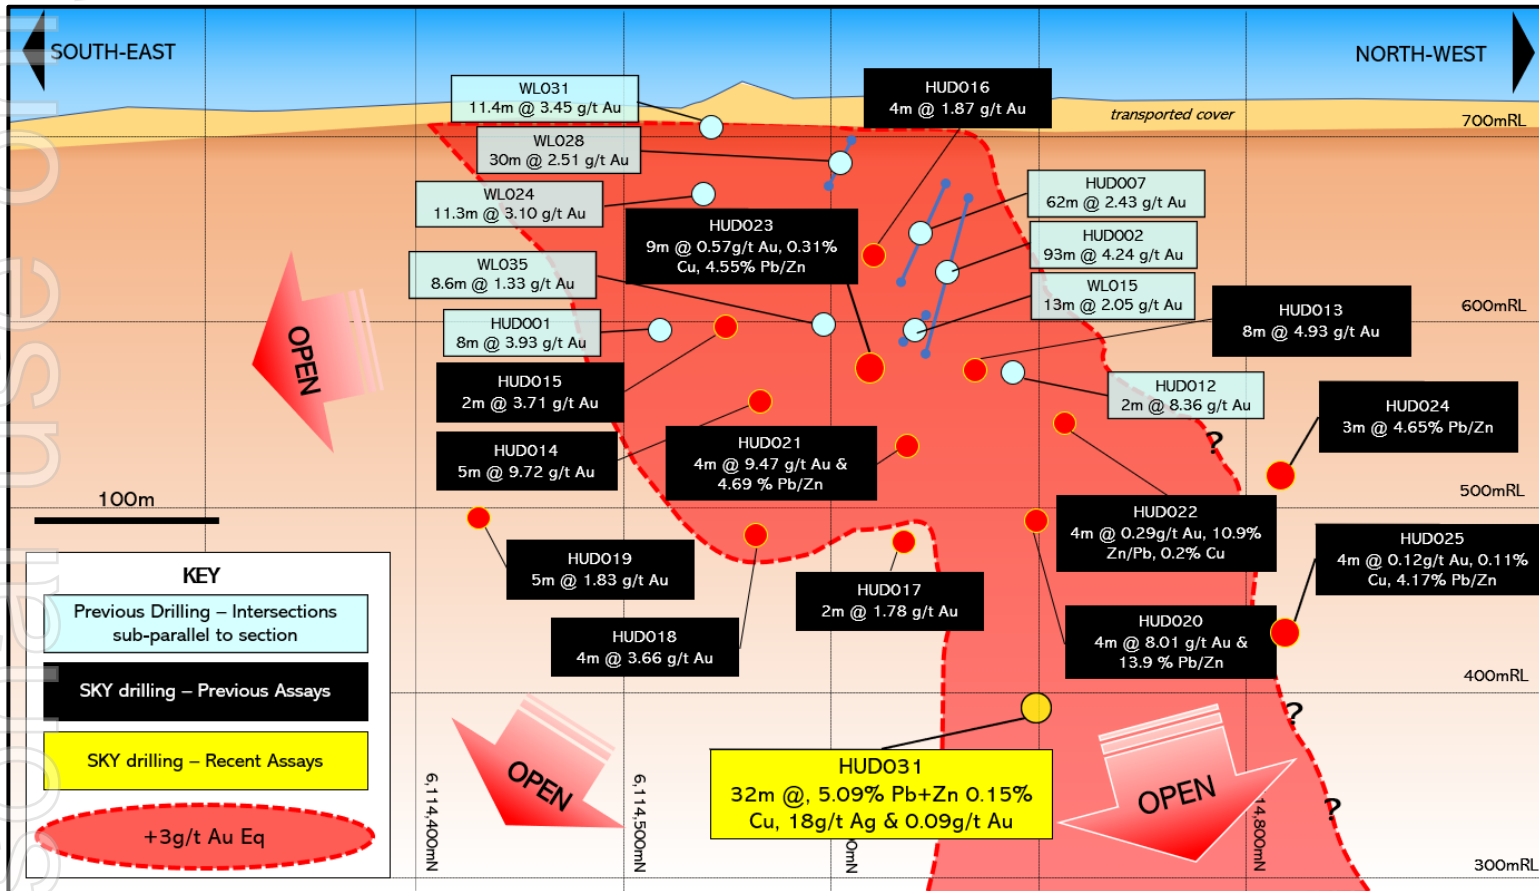 SOUTH-EAST
NORTH-WEST
HUD016
4m @ 1.87 g/t Au
WL031
11.4m @ 3.45 g/t Au
transported cover
700mRL
WL028
30m @ 2.51 g/t Au
WL024
11.3m @ 3.10 g/t Au
HUD007
62m @ 2.43 g/t Au
HUD023
9m @ 0.57g/t Au, 0.31%
Cu, 4.55% Pb/Zn
HUD002
93m @ 4.24 g/t Au
WL035
8.6m @ 1.33 g/t Au
WL015
13m @ 2.05 g/t Au
HUD013
8m @ 4.93 g/t Au
600mRL
HUD001
8m @ 3.93 g/t Au
OPEN
HUD015
2m @ 3.71 g/t Au
HUD012
2m @ 8.36 g/t Au
HUD024
3m @ 4.65% Pb/Zn
HUD014
5m @ 9.72 g/t Au
HUD021
4m @ 9.47 g/t Au &
4.69 % Pb/Zn
?
500mRL
100m
HUD022
4m @ 0.29g/t Au, 10.9%
Zn/Pb, 0.2% Cu
HUD025
4m @ 0.12g/t Au, 0.11%
Cu, 4.17% Pb/Zn
HUD019
5m @ 1.83 g/t Au
HUD017
2m @ 1.78 g/t Au
HUD018
4m @ 3.66 g/t Au
HUD020
4m @ 8.01 g/t Au &
13.9 % Pb/Zn
400mRL
KEY
Previous Drilling – Intersections
sub-parallel to section
SKY drilling – Previous Assays
SKY drilling – Recent Assays
+3g/t Au Eq
?
OPEN
OPEN
HUD031
32m @, 5.09% Pb+Zn 0.15%
Cu, 18g/t Ag & 0.09g/t Au
?
6,114,400mN
6,114,500mN
0mN
14,800mN
300mRL
sonal use on